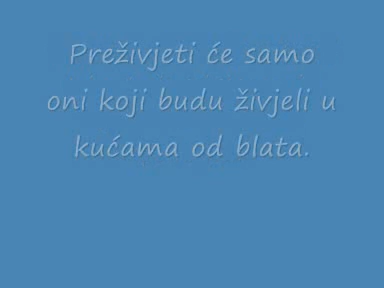 Preživjeti će samo
oni koji budu živjeli u
kućama od blata.